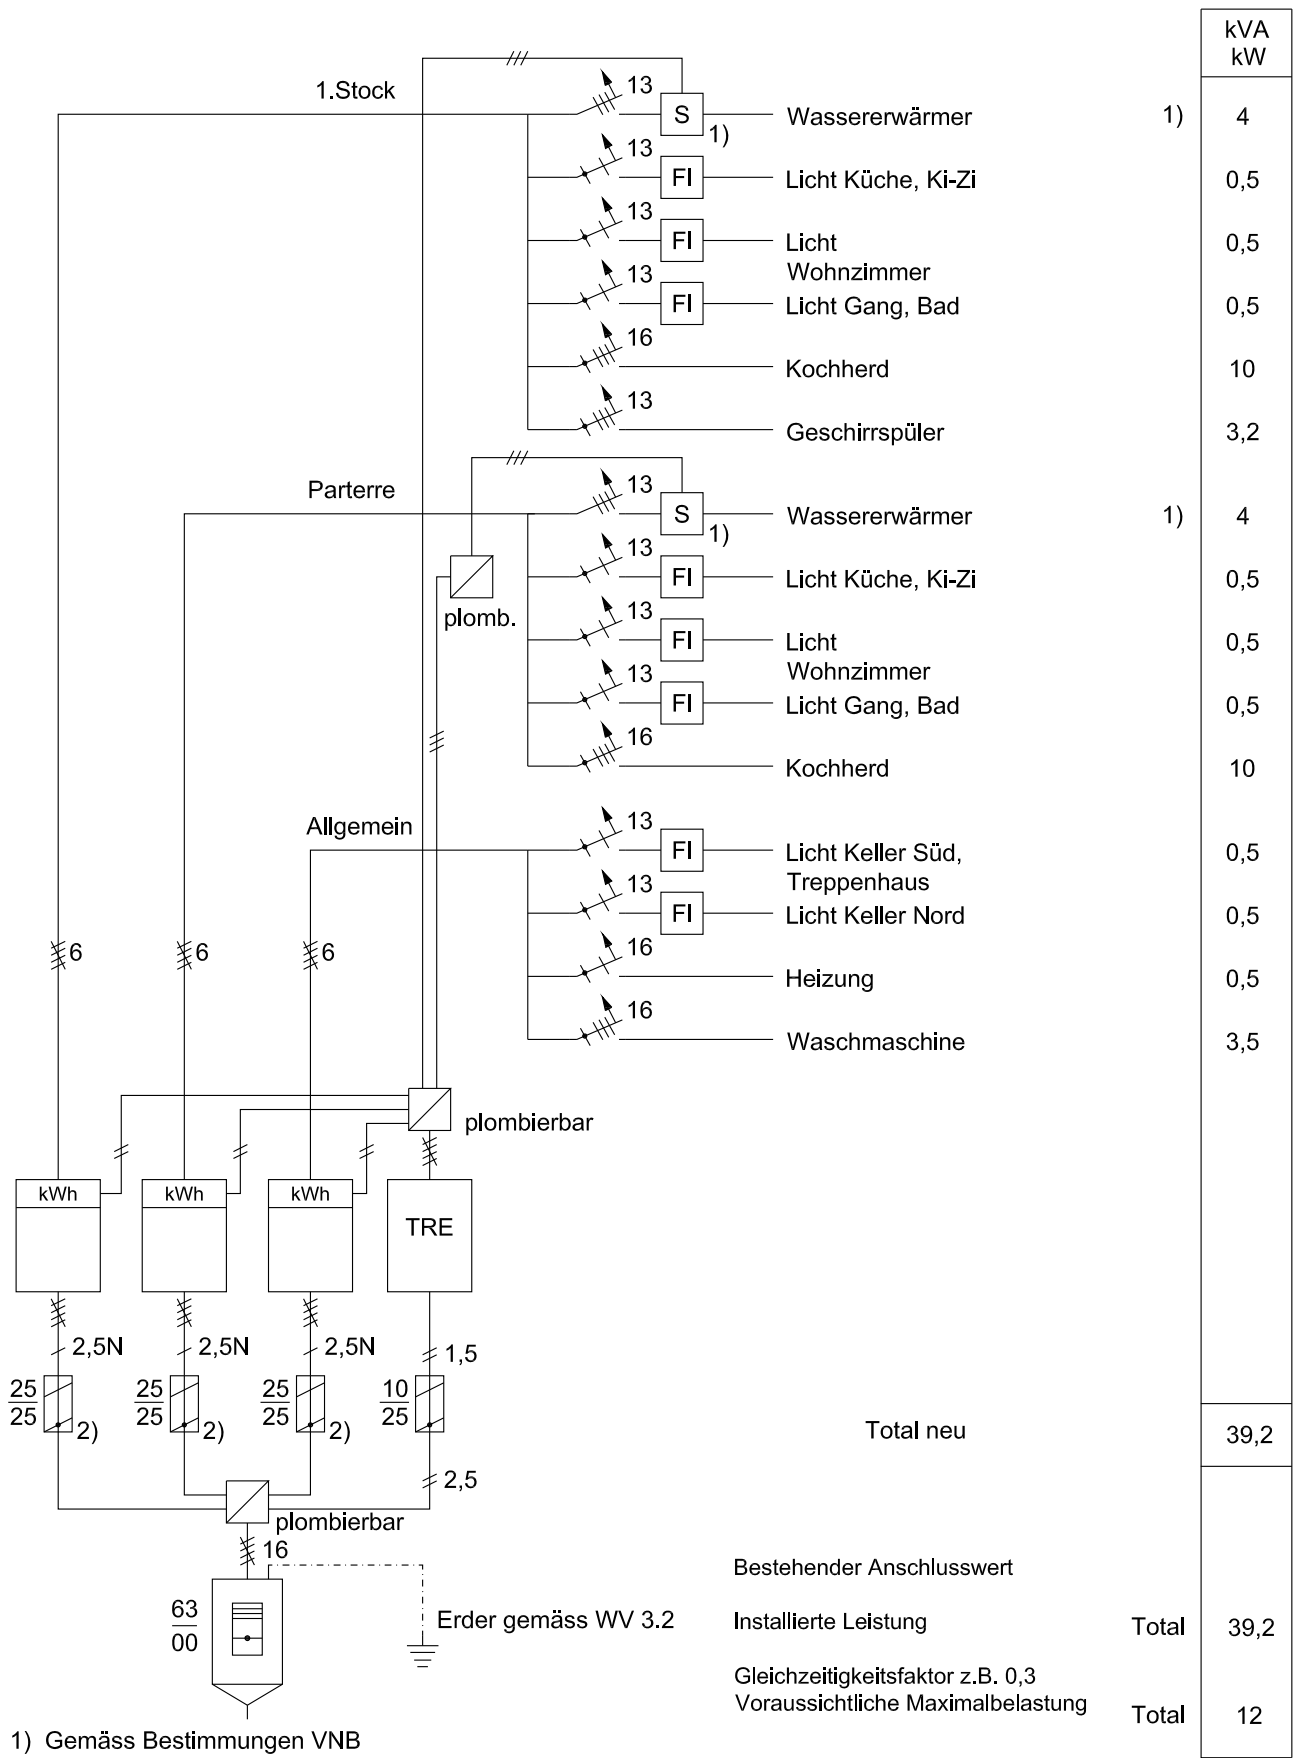 kVA
kW
1.Stock
13
S
1)
Wassererwärmer
1)
4
13
FI
Licht Küche, Ki-Zi
0,5
13
FI
Licht
Wohnzimmer
0,5
13
FI
Licht Gang, Bad
0,5
16
Kochherd
10
13
Geschirrspüler
3,2
Parterre
13
S
1)
Wassererwärmer
1)
4
plomb.
13
FI
Licht Küche, Ki-Zi
0,5
13
FI
Licht
Wohnzimmer
0,5
13
FI
Licht Gang, Bad
0,5
16
Kochherd
10
Allgemein
13
FI
Licht Keller Süd,
Treppenhaus
0,5
13
FI
Licht Keller Nord
0,5
16
Heizung
0,5
16
Waschmaschine
3,5
6
6
6
plombierbar
kWh
kWh
kWh
TRE
2,5N
2,5N
2,5N
1,5
25
25
2)
25
25
2)
25
25
2)
10
25
Total neu
39,2
2,5
plombierbar
16
63
00
Erder gemäss WV 3.2
Bestehender Anschlusswert
Installierte Leistung
Total
39,2
Gleichzeitigkeitsfaktor z.B. 0,3
Voraussichtliche Maximalbelastung
Total
12
1) Gemäss Bestimmungen VNB